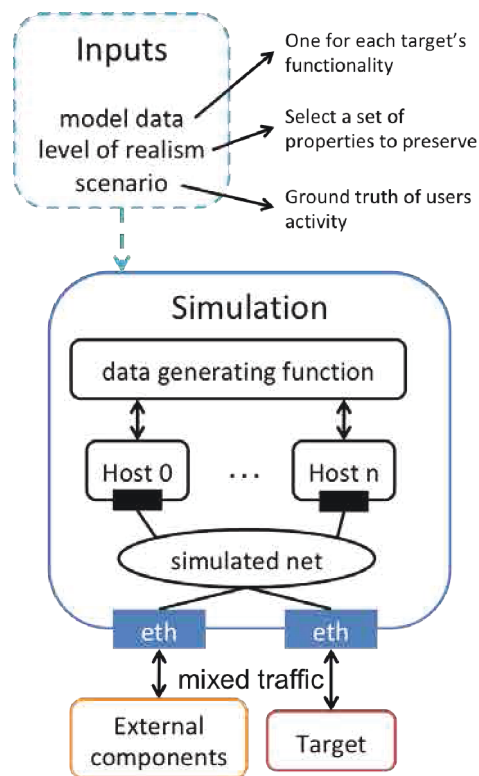 Inputs
model data
level of realism
scenario
One for each target's
functionality
Select a set of
properties to preserve
Ground truth of users
activity
Simulation
data generating function
Host 0
...
Host n
simulated net
eth
eth
mixed traffic
External
components
Target